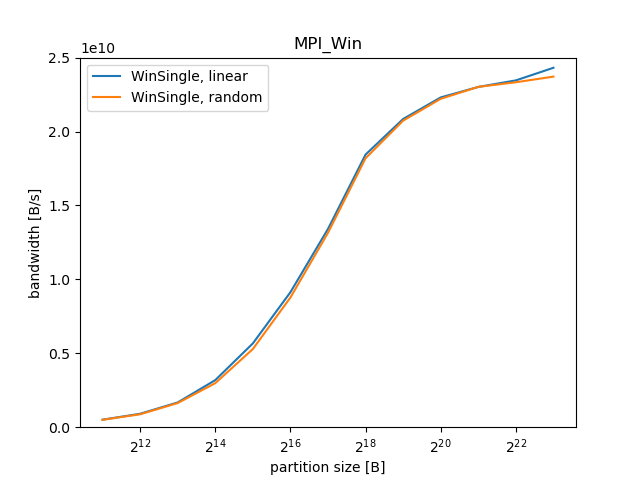 MPI_Win
1e10
WinSingle, linear
WinSingle, random
2.5
2.0
1.5
1.0
0.5
0.0
bandwidth [B/s]
2^12 2^14 2^16 2^18 2^20 2^22
partition size [B]